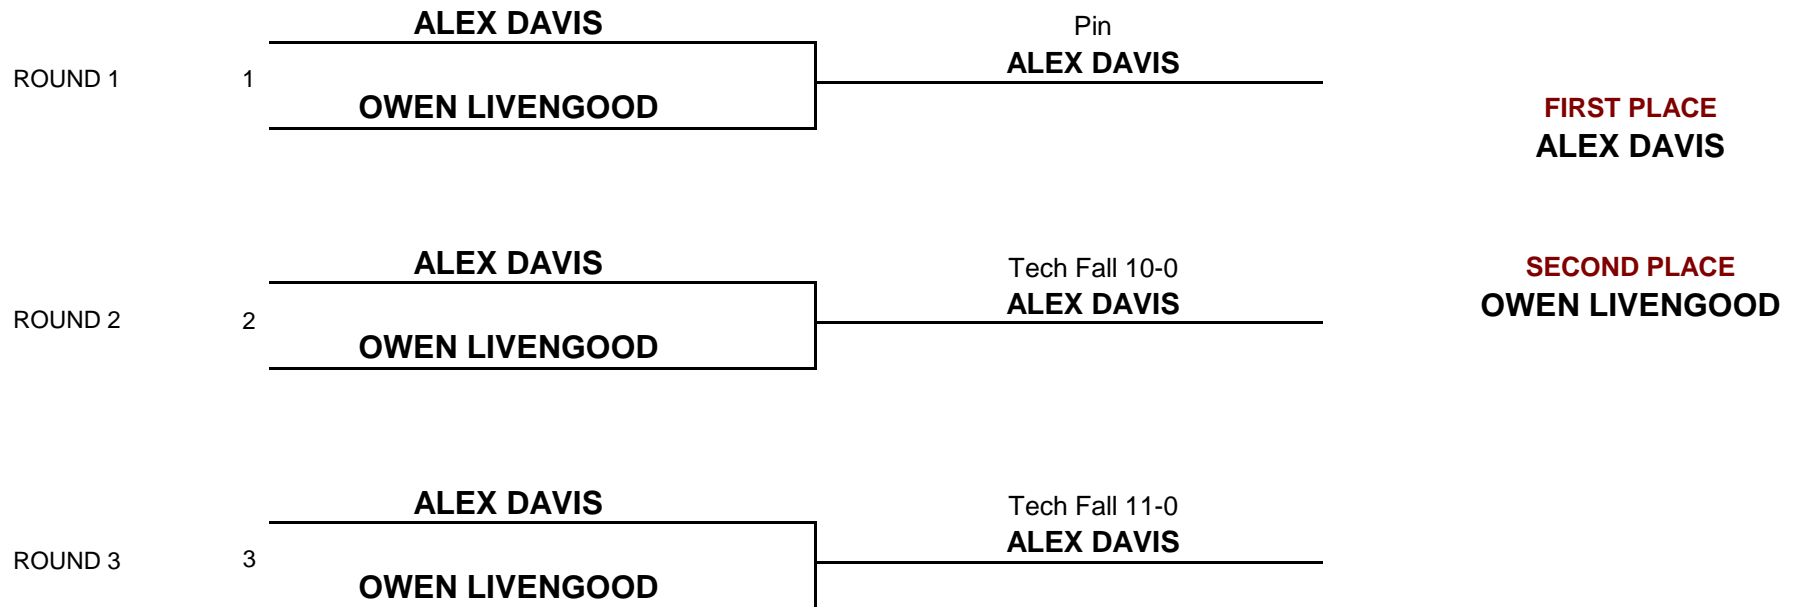 ALEX DAVIS
Pin
ROUND 1
1
ALEX DAVIS
OWEN LIVENGOOD
FIRST PLACE
ALEX DAVIS
ALEX DAVIS
Tech Fall 10-0
ROUND 2
2
ALEX DAVIS
OWEN LIVENGOOD
SECOND PLACE
OWEN LIVENGOOD
ALEX DAVIS
Tech Fall 11-0
ROUND 3
3
ALEX DAVIS
OWEN LIVENGOOD